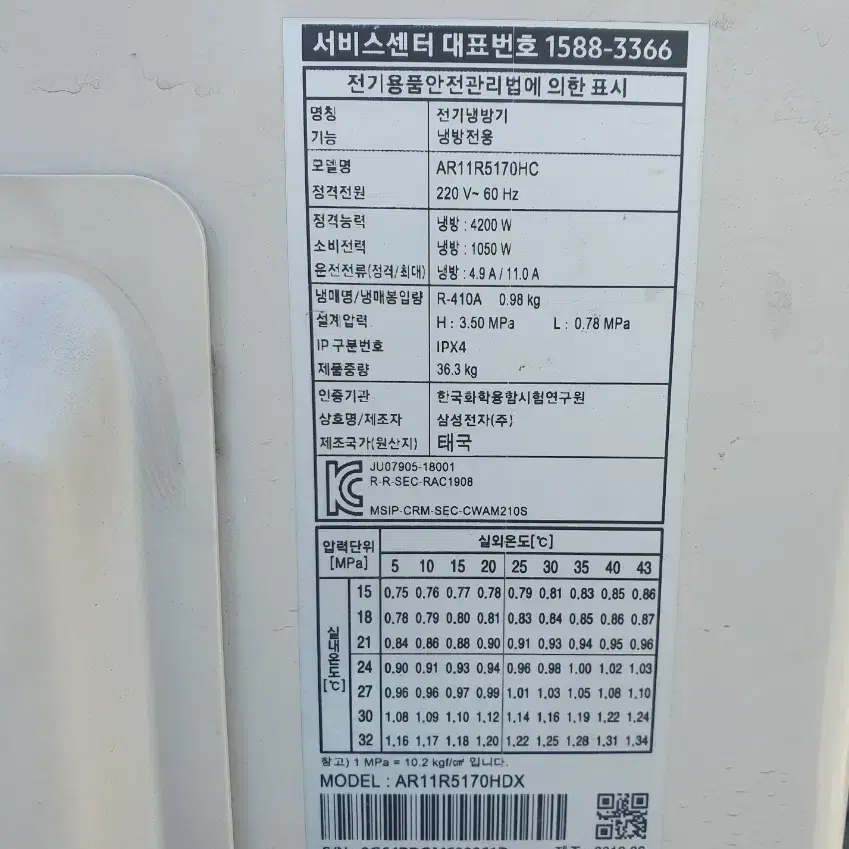 서비스센터 대표번호 1588-3366
전기용품안전관리법에 의한 표시
명칭 전기냉방기
기능 냉방전용
모델명 AR11R5170HC
정격전원 220 V~ 60 Hz
정격능력 냉방 : 4200 W
소비전력 냉방 : 1050 W
운전전류(정격/최대) 냉방 : 4.9 A / 11.0 A
냉매명/냉매봉입량 R-410A 0.98 kg
설계압력 H : 3.50 MPa L : 0.78 MPa
IP 구분번호 IPX4
제품중량 36.3 kg
인증기관 한국화학융합시험연구원
상호명/제조자 삼성전자(주)
제조국가(원산지) 태국
JU07905-18001
R-R-SEC-RAC1908
MSIP-CRM-SEC-CWAM210S
압력단위 실외온도[℃]
[MPa] 5 10 15 20 25 30 35 40 43
실내온도[℃]
15 0.75 0.76 0.77 0.78 0.79 0.81 0.83 0.85 0.86
18 0.78 0.79 0.80 0.81 0.83 0.84 0.85 0.86 0.87
21 0.84 0.86 0.88 0.90 0.91 0.93 0.94 0.95 0.96
24 0.90 0.91 0.93 0.94 0.96 0.98 1.00 1.02 1.03
27 0.96 0.96 0.97 0.99 1.01 1.03 1.05 1.08 1.10
30 1.08 1.09 1.10 1.12 1.14 1.16 1.19 1.22 1.24
32 1.16 1.17 1.18 1.20 1.22 1.25 1.28 1.31 1.34
참고) 1 MPa = 10.2 kgf/㎠ 입니다.
MODEL : AR11R5170HDX